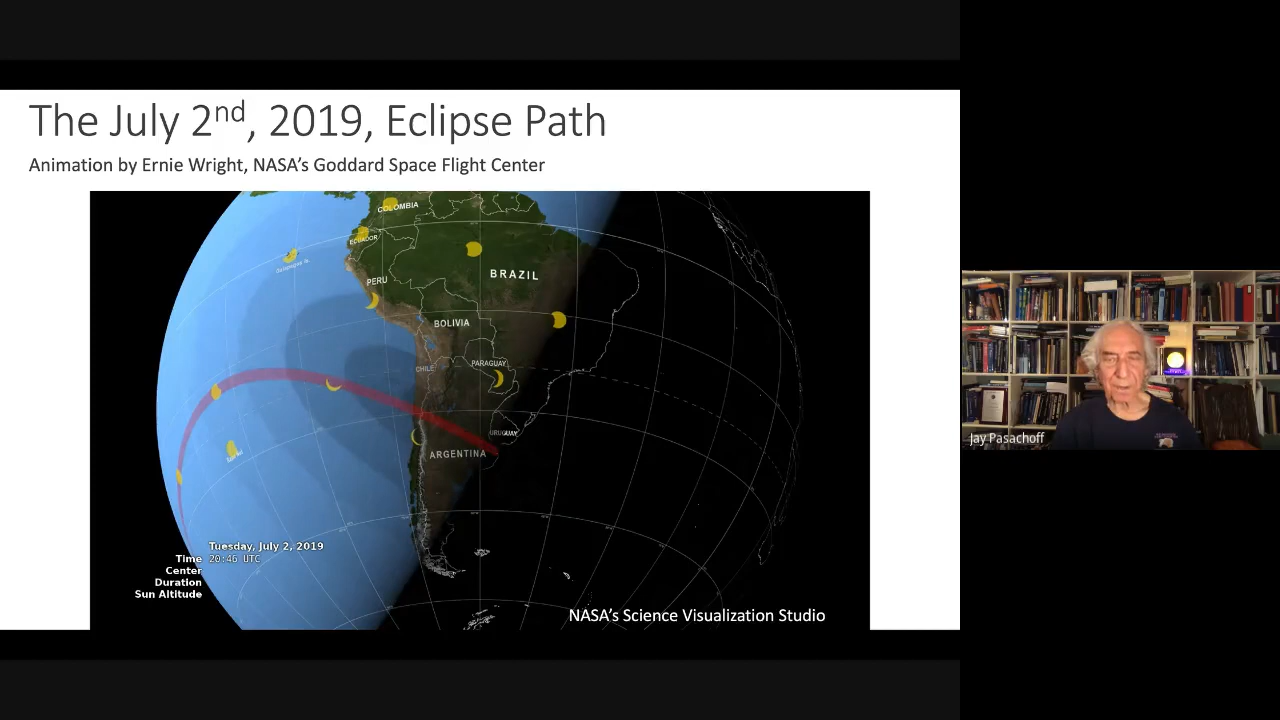 The July 2nd, 2019, Eclipse Path
Animation by Ernie Wright, NASA's Goddard Space Flight Center
COLOMBIA
ECUADOR
BRAZIL
PERU
BOLIVIA
PARAGUAY
CHILE
URUGUAY
ARGENTINA
Tuesday, July 2, 2019
Time 20:46 UTC
Center
Duration
Sun Altitude
NASA's Science Visualization Studio
Jay Pasachoff